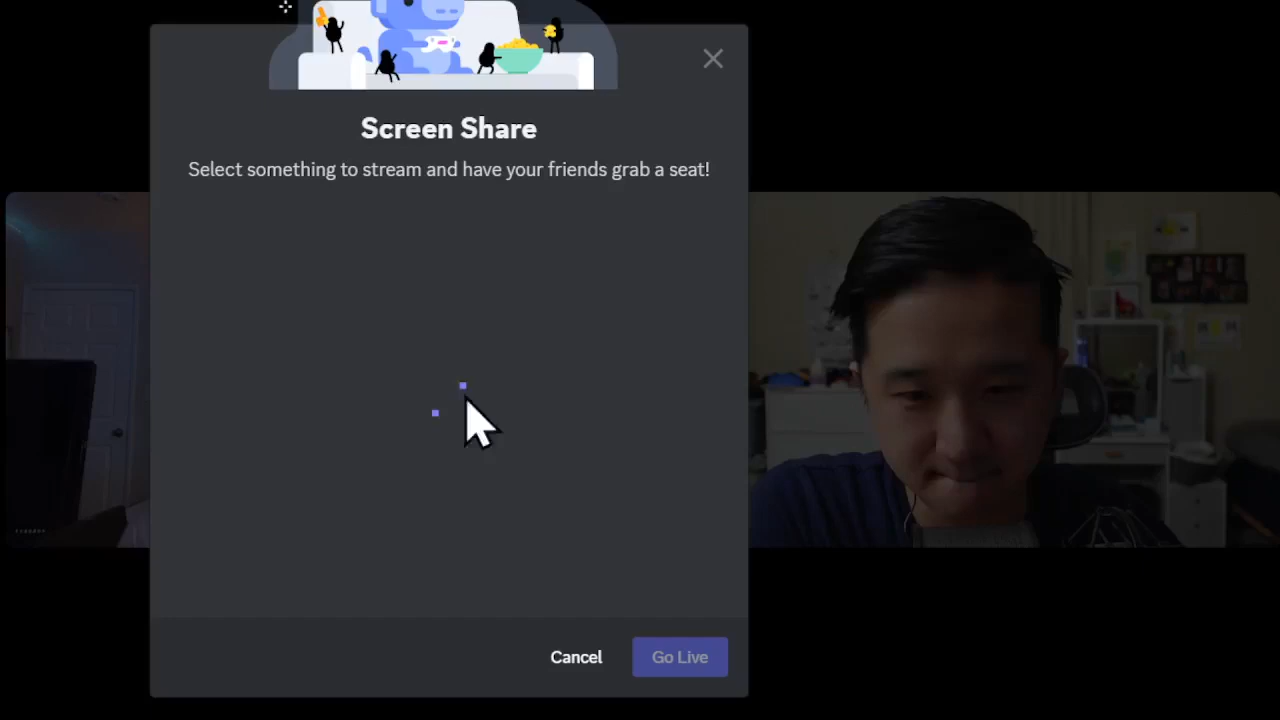 Screen Share
Select something to stream and have your friends grab a seat!
Cancel
Go Live